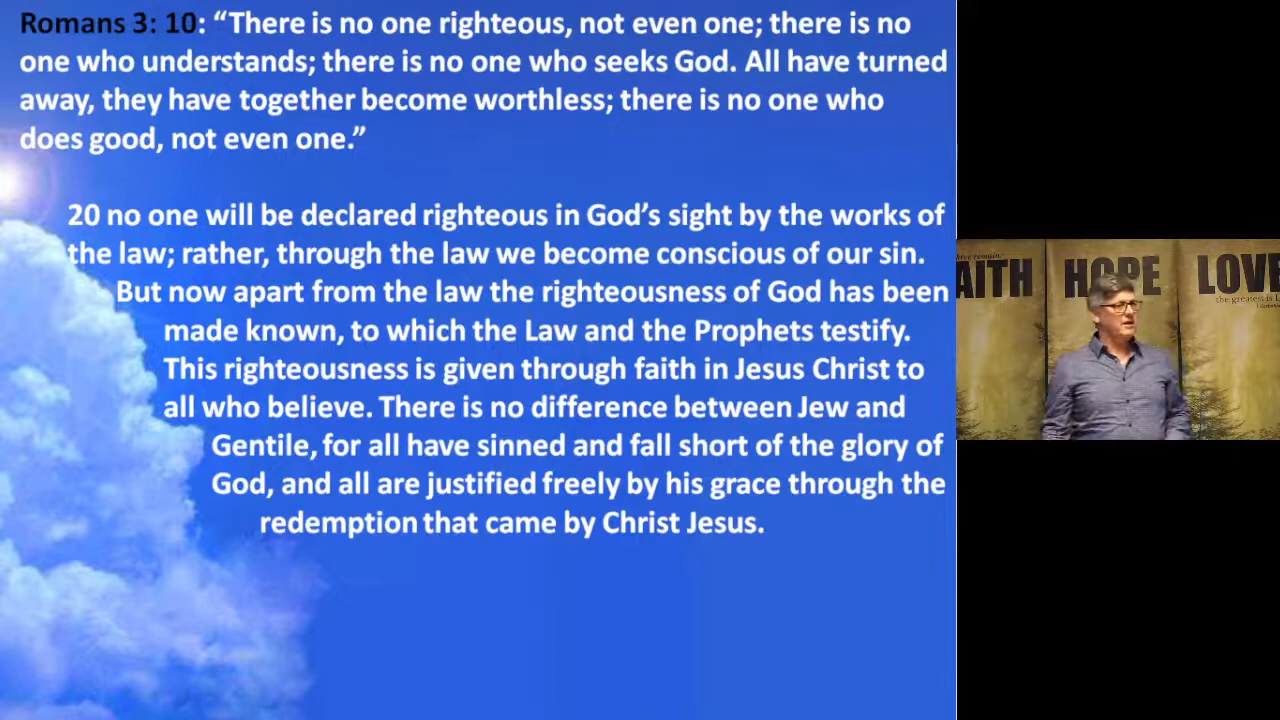 Romans 3: 10: “There is no one righteous, not even one; there is no
one who understands; there is no one who seeks God. All have turned
away, they have together become worthless; there is no one who
does good, not even one.”
20 no one will be declared righteous in God’s sight by the works of
the law; rather, through the law we become conscious of our sin.
But now apart from the law the righteousness of God has been
made known, to which the Law and the Prophets testify.
This righteousness is given through faith in Jesus Christ to
all who believe. There is no difference between Jew and
Gentile, for all have sinned and fall short of the glory of
God, and all are justified freely by his grace through the
redemption that came by Christ Jesus.
remain.
AITH HOPE LOVE
the greatest is